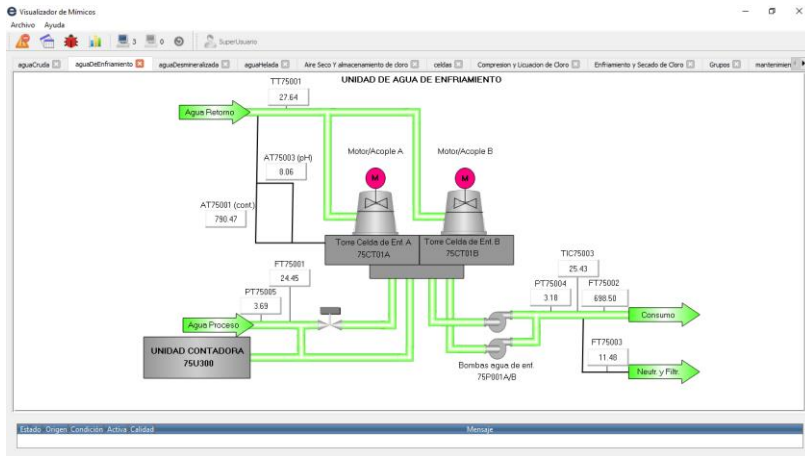 Visualizador de Mímicos
Archivo Ayuda
3 0 SuperUsuario
aguaCruda aguaDeEnfriamiento aguaDesmineralizada aguaHelada Aire Seco Y almacenamiento de cloro celdas Compresion y Licuacion de Cloro Enfriamiento y Secado de Cloro Grupos mantenimien
UNIDAD DE AGUA DE ENFRIAMIENTO
TT75001
27.64
Agua Retorno
Motor/Acople A
Motor/Acople B
AT75003 (pH)
8.06
M
M
AT75001 (cont.)
790.47
Torre Celda de Enf. A
75CT01A
Torre Celda de Enf. B
75CT01B
TIC75003
25.43
FT75001
24.45
PT75005
3.69
PT75004
3.18
FT75002
698.50
Agua Proceso
Consumo
UNIDAD CONTADORA
75U300
FT75003
11.48
Bombas agua de enf.
75P001A/B
Neutr. y Filtr.
Estado Origen Condición Activa Calidad Mensaje